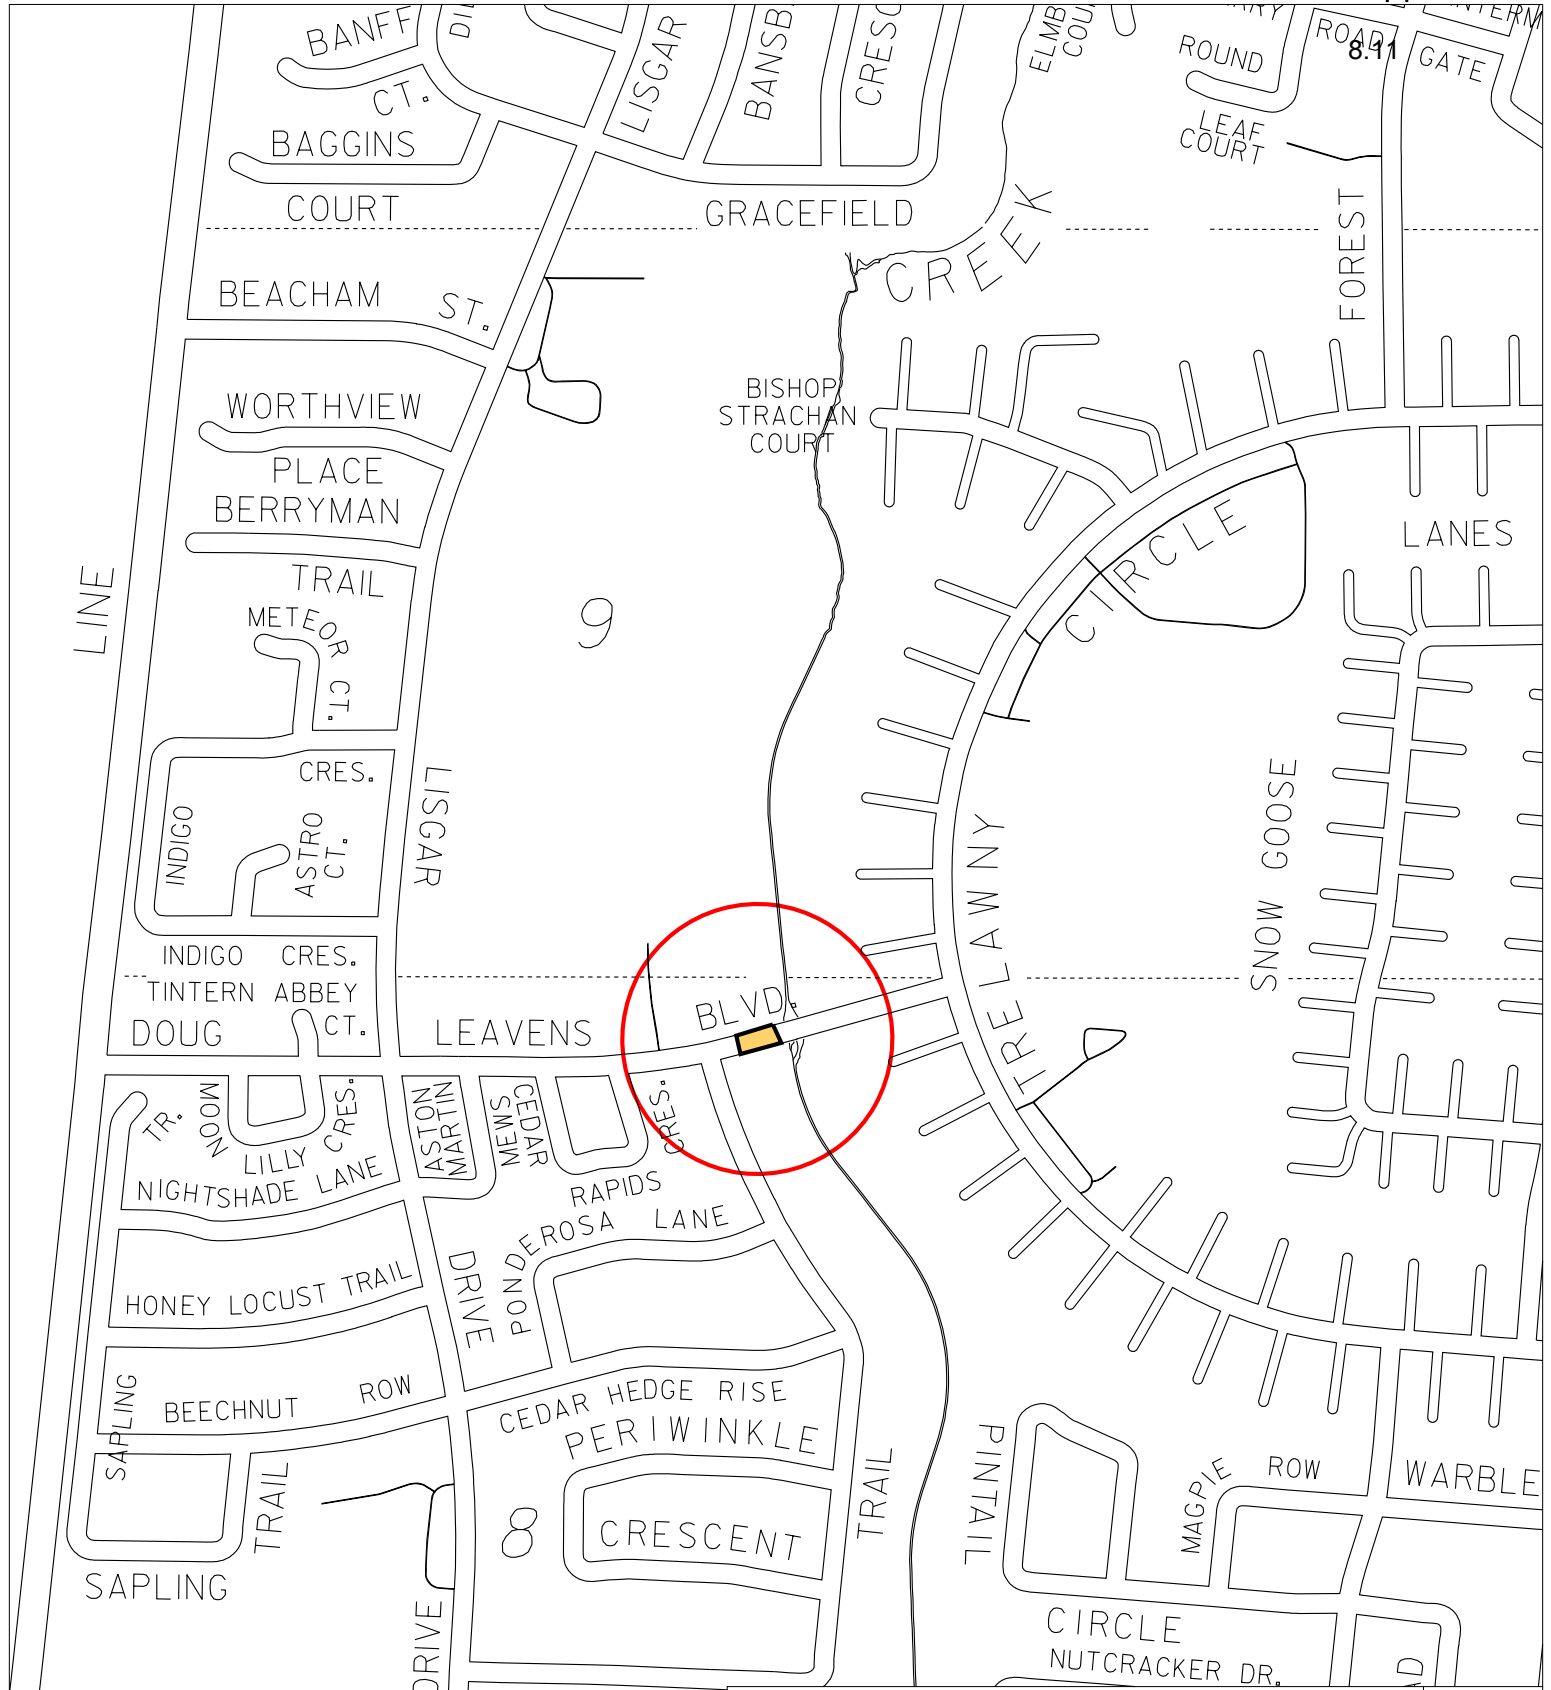 8.11
BANFF
CT.
LISGAR
BANSB
CRESC
ELMB
COU
ROUND
LEAF
COURT
ROAD
GATE
BAGGINS
COURT
GRACEFIELD
CREEK
FOREST
BEACHAM ST.
BISHOP
STRACHAN
COURT
WORTHVIEW
PLACE
BERRYMAN
TRAIL
LINE
METEOR
CT.
9
CIRCLE
LANES
CRES.
LISGAR
INDIGO
ASTRO
CT.
SNOW GOOSE
TRELAWNY
INDIGO CRES.
TINTERN ABBEY
CT.
DOUG LEAVENS BLVD.
TR.
MOON
LILLY
CRES.
ASTON
MARTIN
MEWS
CEDAR
RAPIDS
CRES.
NIGHTSHADE LANE
PONDEROSA LANE
DRIVE
HONEY LOCUST TRAIL
SAPLING
BEECHNUT ROW
CEDAR HEDGE RISE
PERIWINKLE
CRESCENT
TRAIL
TRAIL
8
SAPLING
DRIVE
PINTAIL
MAGPIE
ROW
WARBLE
CIRCLE
NUTCRACKER DR.